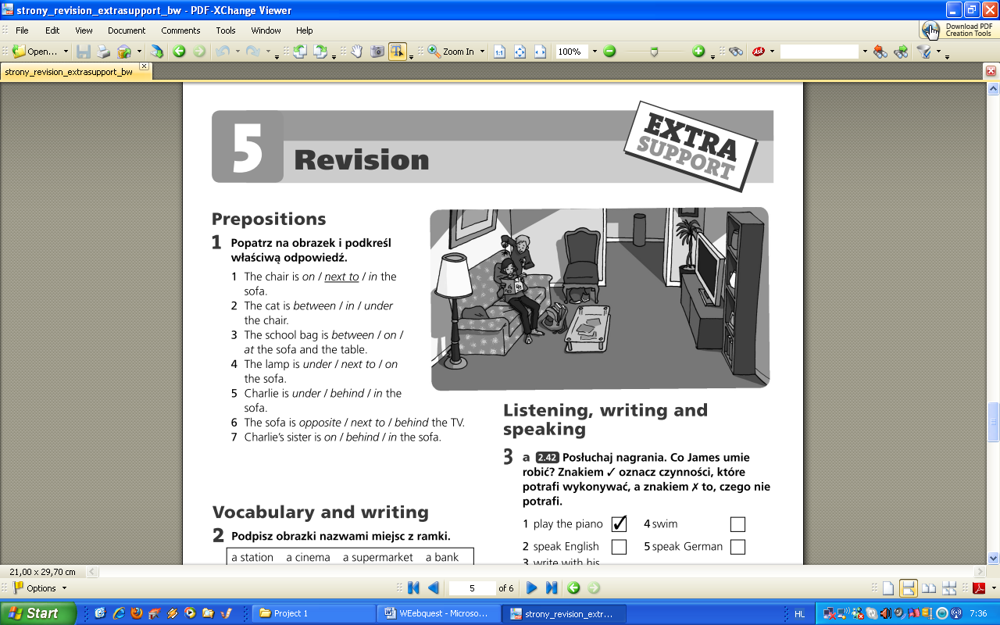 strony_revision_extrasupport_bw - PDF-XChange Viewer
File Edit View Document Comments Tools Window Help
Download PDF
Creation Tools
Open...
Zoom In
1:1
100%
Ask
strony_revision_extrasupport_bw
5
Revision
EXTRA
SUPPORT
Prepositions
1 Popatrz na obrazek i podkreśl
właściwą odpowiedź.
1 The chair is on / next to / in the
sofa.
2 The cat is between / in / under
the chair.
3 The school bag is between / on /
at the sofa and the table.
4 The lamp is under / next to / on
the sofa.
5 Charlie is under / behind / in the
sofa.
6 The sofa is opposite / next to / behind the TV.
7 Charlie's sister is on / behind / in the sofa.
Vocabulary and writing
2 Podpisz obrazki nazwami miejsc z ramki.
a station a cinema a supermarket a bank
Listening, writing and
speaking
3 a 2.42 Posłuchaj nagrania. Co James umie
robić? Znakiem ✓ oznacz czynności, które
potrafi wykonywać, a znakiem ✗ to, czego nie
potrafi.
1 play the piano ✓ 4 swim
2 speak English 5 speak German
3 write with his
21,00 x 29,70 cm
Options
5 of 6
Start
Project 1
WEebquest - Microso...
strony_revision_extr...
HL
7:36